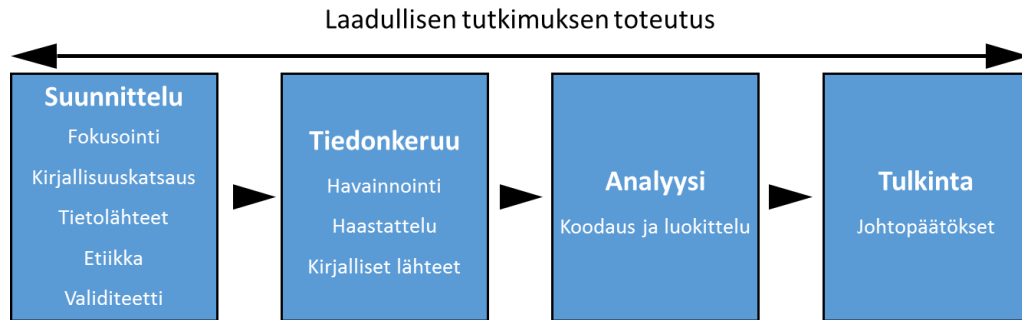 Laadullisen tutkimuksen toteutus
Suunnittelu
Fokusointi
Kirjallisuuskatsaus
Tietolähteet
Etiikka
Validiteetti
Tiedonkeruu
Havainnointi
Haastattelu
Kirjalliset lähteet
Analyysi
Koodaus ja luokittelu
Tulkinta
Johtopäätökset